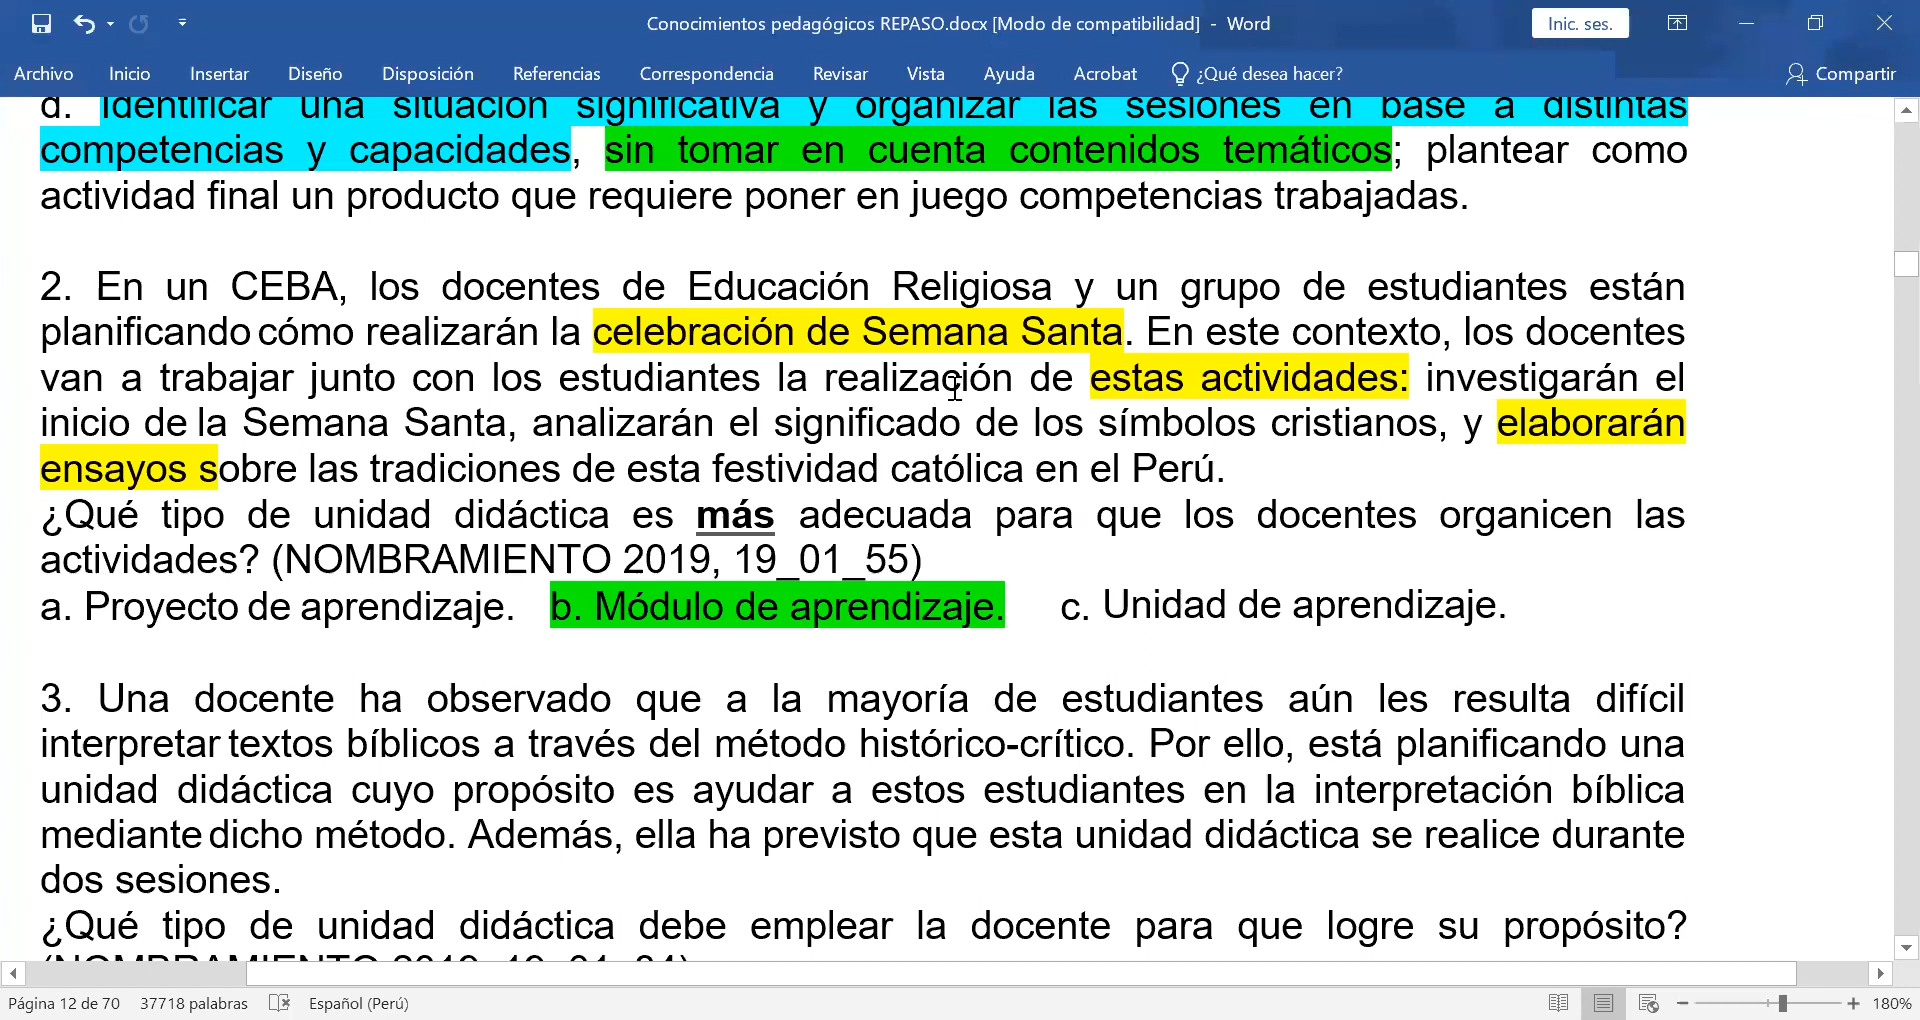 Conocimientos pedagógicos REPASO.docx [Modo de compatibilidad] - Word
Inic. ses.
Archivo Inicio Insertar Diseño Disposición Referencias Correspondencia Revisar Vista Ayuda Acrobat ¿Qué desea hacer? Compartir
d. Identificar una situación significativa y organizar las sesiones en base a distintas
competencias y capacidades, sin tomar en cuenta contenidos temáticos; plantear como
actividad final un producto que requiere poner en juego competencias trabajadas.
2. En un CEBA, los docentes de Educación Religiosa y un grupo de estudiantes están
planificando cómo realizarán la celebración de Semana Santa. En este contexto, los docentes
van a trabajar junto con los estudiantes la realización de estas actividades: investigarán el
inicio de la Semana Santa, analizarán el significado de los símbolos cristianos, y elaborarán
ensayos sobre las tradiciones de esta festividad católica en el Perú.
¿Qué tipo de unidad didáctica es más adecuada para que los docentes organicen las
actividades? (NOMBRAMIENTO 2019, 19_01_55)
a. Proyecto de aprendizaje. b. Módulo de aprendizaje. c. Unidad de aprendizaje.
3. Una docente ha observado que a la mayoría de estudiantes aún les resulta difícil
interpretar textos bíblicos a través del método histórico-crítico. Por ello, está planificando una
unidad didáctica cuyo propósito es ayudar a estos estudiantes en la interpretación bíblica
mediante dicho método. Además, ella ha previsto que esta unidad didáctica se realice durante
dos sesiones.
¿Qué tipo de unidad didáctica debe emplear la docente para que logre su propósito?
(NOMBRAMIENTO 2019
Página 12 de 70 37718 palabras Español (Perú) 180%